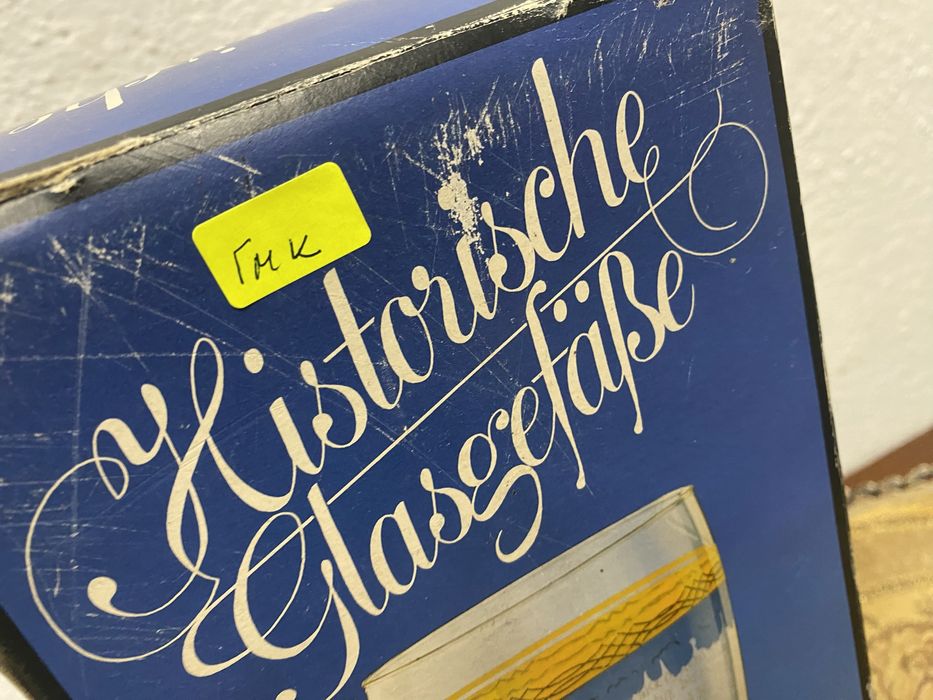 ГМК
Historische
Glasgefäße